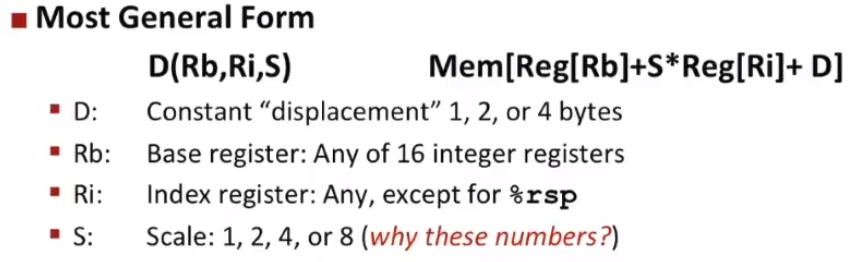 Most General Form
D(Rb,Ri,S) Mem[Reg[Rb]+S*Reg[Ri]+ D]
D: Constant “displacement” 1, 2, or 4 bytes
Rb: Base register: Any of 16 integer registers
Ri: Index register: Any, except for %rsp
S: Scale: 1, 2, 4, or 8 (why these numbers?)